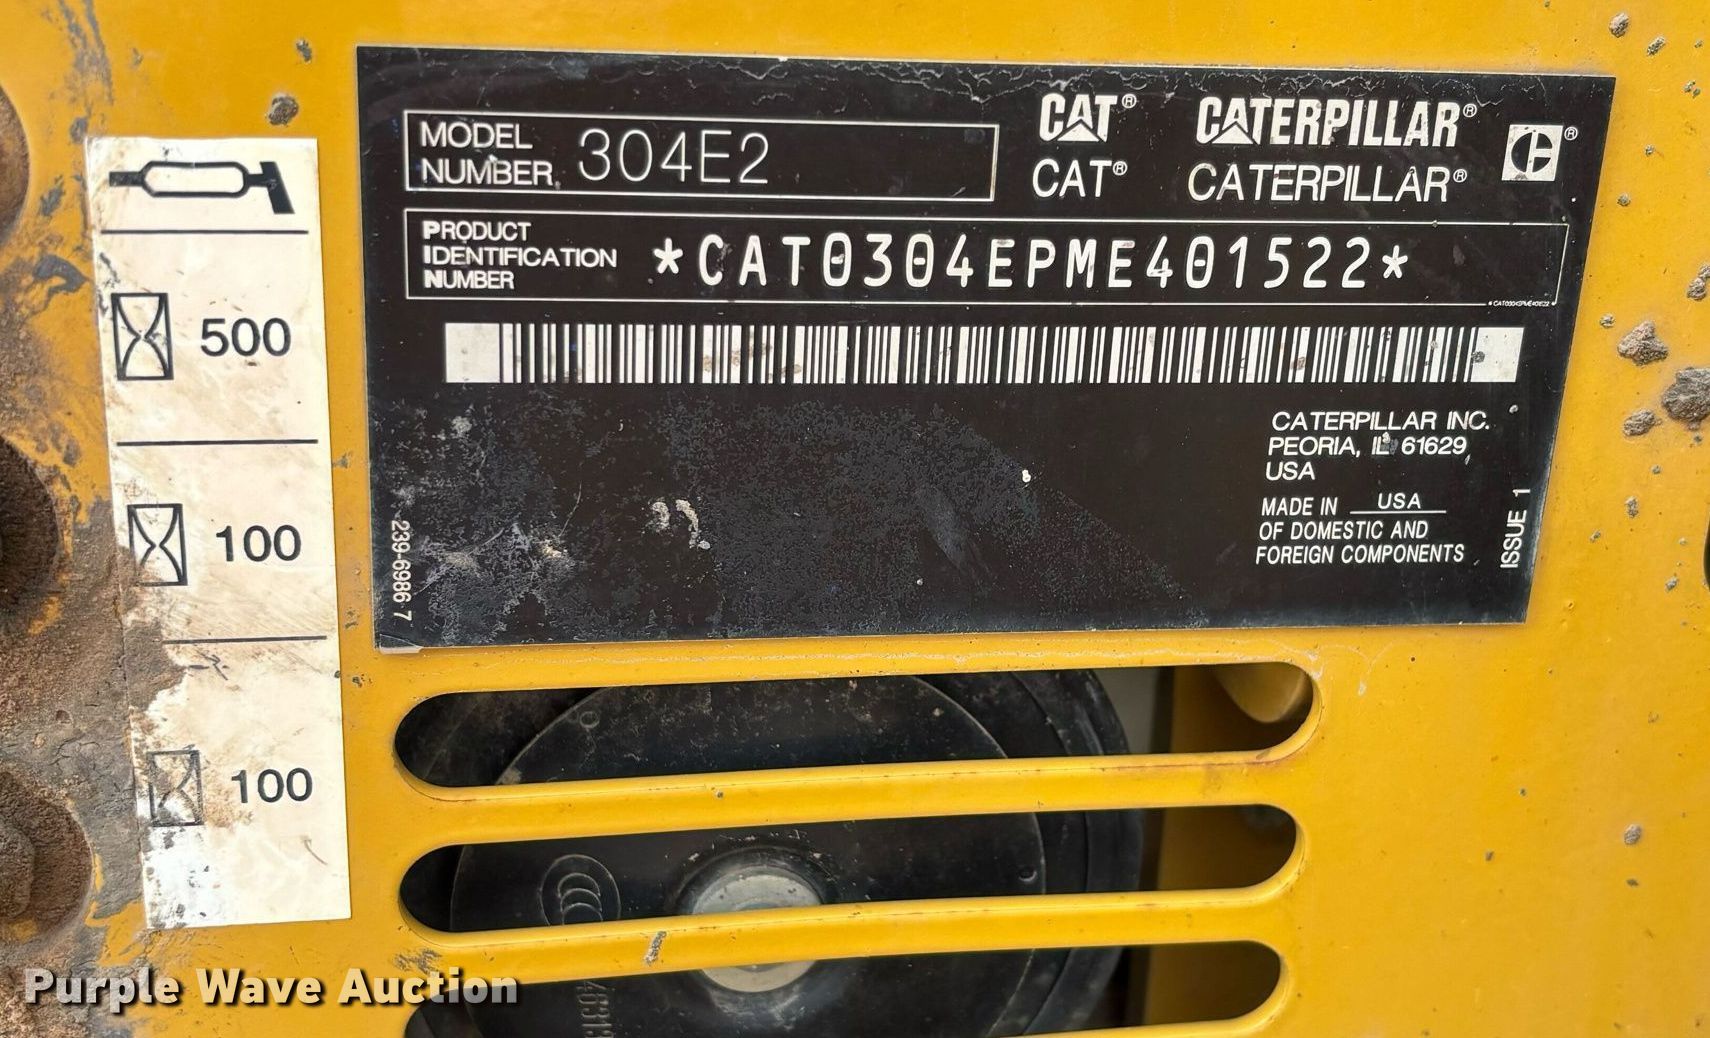 MODEL
NUMBER 304E2
CAT® CATERPILLAR®
CAT® CATERPILLAR®
PRODUCT
IDENTIFICATION
NUMBER
*CAT0304EPME401522*
CATERPILLAR INC.
PEORIA, IL 61629
USA
MADE IN USA
OF DOMESTIC AND
FOREIGN COMPONENTS
ISSUE 1
239-6986 7
500
100
100
Purple Wave Auction